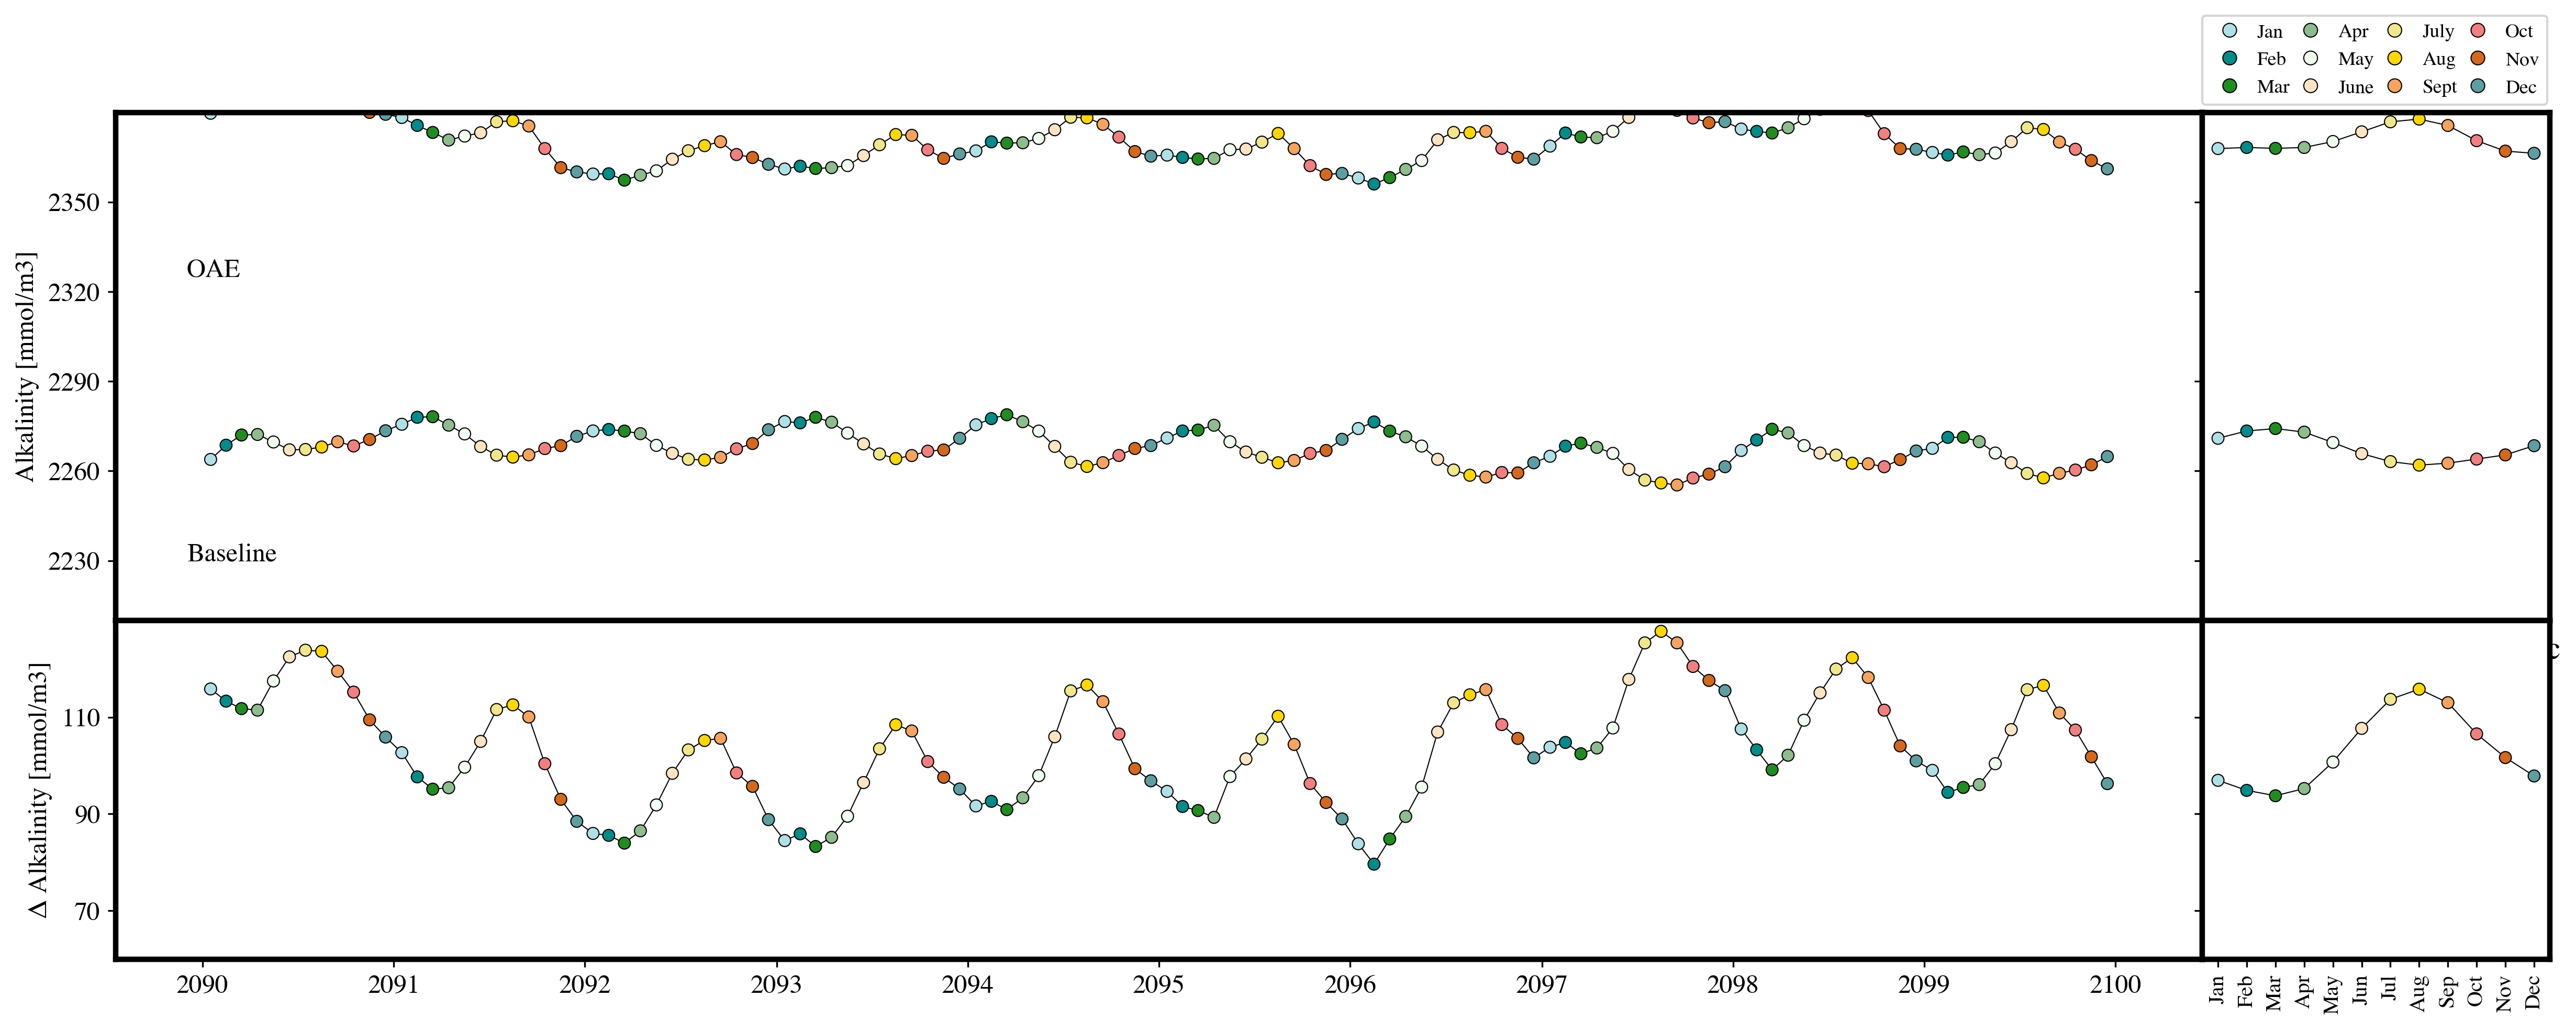 Jan Apr July Oct
Feb May Aug Nov
Mar June Sept Dec
Alkalinity [mmol/m3]
2350
2320
2290
2260
2230
OAE
Baseline
Δ Alkalinity [mmol/m3]
110
90
70
c
2090 2091 2092 2093 2094 2095 2096 2097 2098 2099 2100
Jan Feb Mar Apr May Jun Jul Aug Sep Oct Nov Dec